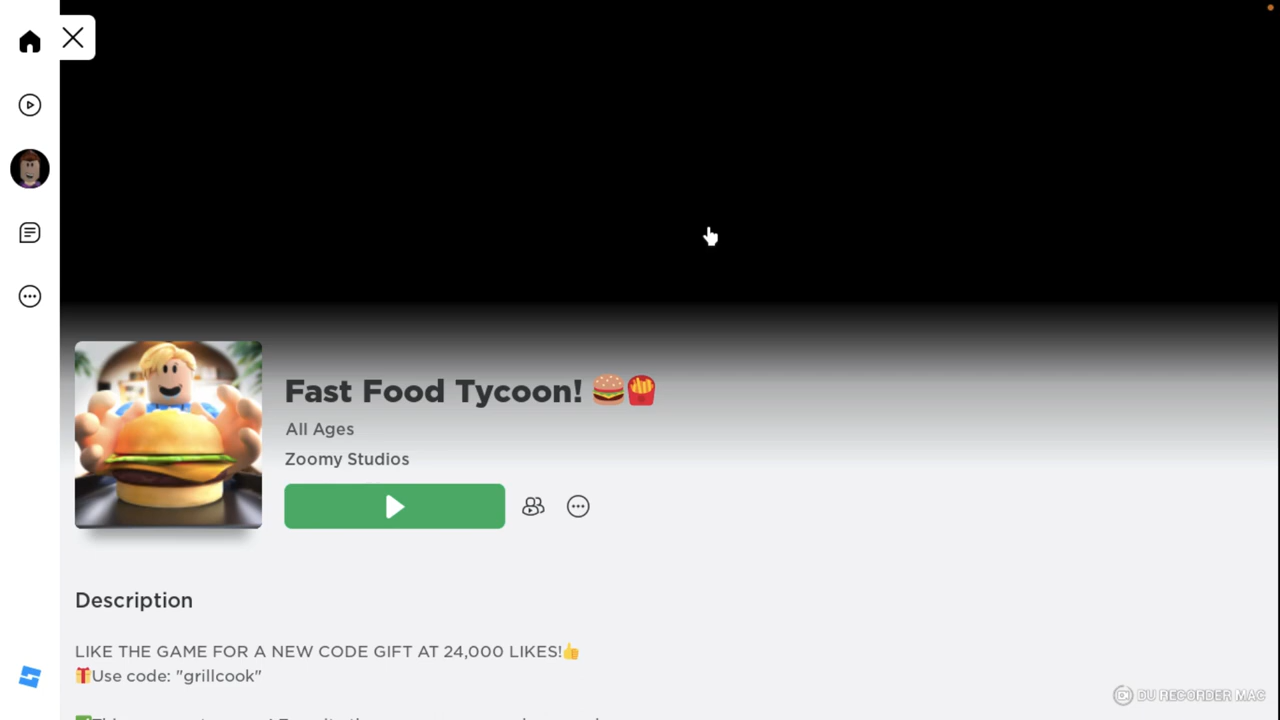 Fast Food Tycoon! 🍔🍟
All Ages
Zoomy Studios
Description
LIKE THE GAME FOR A NEW CODE GIFT AT 24,000 LIKES!👍
🎁Use code: "grillcook"
DU RECORDER MAC